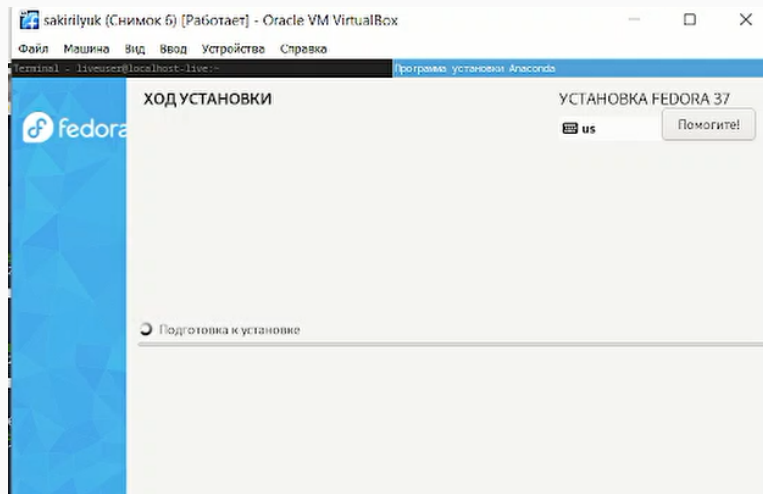 sakirilyuk (Снимок 6) [Работает] - Oracle VM VirtualBox
Файл Машина Вид Ввод Устройства Справка
Terminal - liveuser@localhost-live:~ Программа установки Anaconda
ХОД УСТАНОВКИ УСТАНОВКА FEDORA 37
fedora us Помогите!
Подготовка к установке